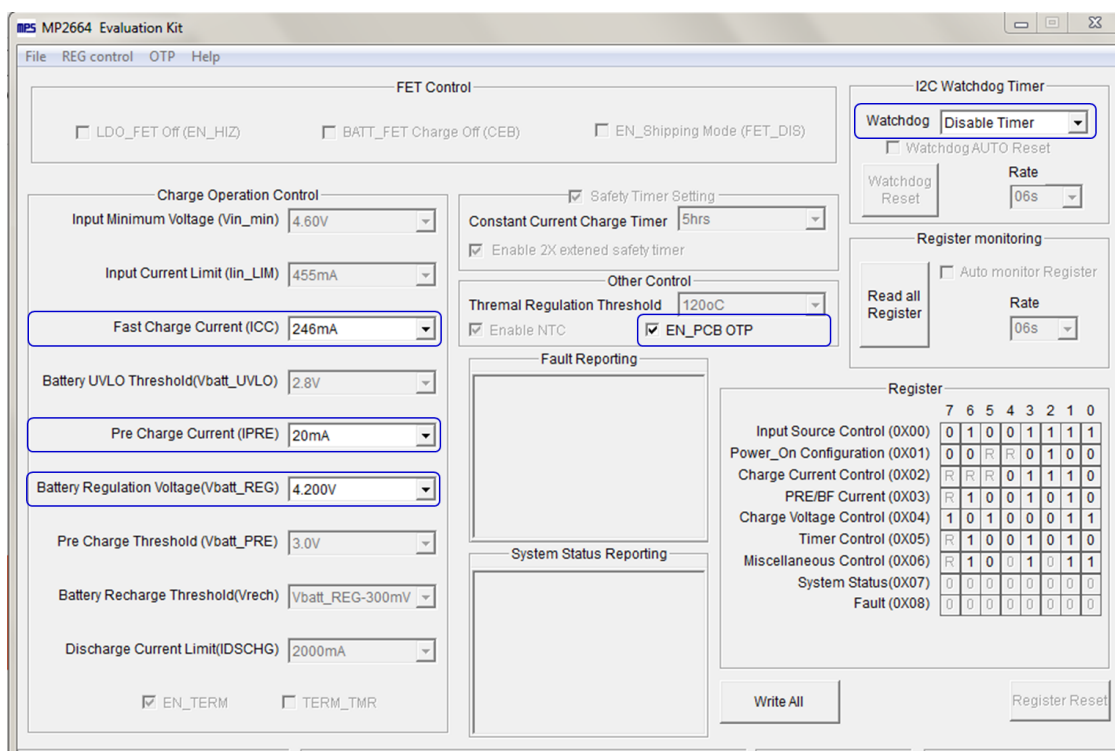 mps MP2664 Evaluation Kit
File REG control OTP Help
FET Control
LDO_FET Off (EN_HIZ)
BATT_FET Charge Off (CEB)
EN_Shipping Mode (FET_DIS)
I2C Watchdog Timer
Watchdog Disable Timer
Watchdog AUTO Reset
Watchdog Reset
Rate
06s
Charge Operation Control
Input Minimum Voltage (Vin_min) 4.60V
Input Current Limit (Iin_LIM) 455mA
Fast Charge Current (ICC) 246mA
Battery UVLO Threshold(Vbatt_UVLO) 2.8V
Pre Charge Current (IPRE) 20mA
Battery Regulation Voltage(Vbatt_REG) 4.200V
Pre Charge Threshold (Vbatt_PRE) 3.0V
Battery Recharge Threshold(Vrech) Vbatt_REG-300mV
Discharge Current Limit(IDSCHG) 2000mA
EN_TERM TERM_TMR
Safety Timer Setting
Constant Current Charge Timer 5hrs
Enable 2X extened safety timer
Other Control
Thremal Regulation Threshold 120oC
Enable NTC EN_PCB OTP
Fault Reporting
System Status Reporting
Register monitoring
Read all Register
Auto monitor Register
Rate
06s
Register
7 6 5 4 3 2 1 0
Input Source Control (0X00) 0 1 0 0 1 1 1 1
Power_On Configuration (0X01) 0 0 R R 0 1 0 0
Charge Current Control (0X02) R R R 0 1 1 1 0
PRE/BF Current (0X03) R 1 0 0 1 0 1 0
Charge Voltage Control (0X04) 1 0 1 0 0 0 1 1
Timer Control (0X05) R 1 0 0 1 0 1 0
Miscellaneous Control (0X06) R 1 0 0 1 0 1 1
System Status(0X07) 0 0 0 0 0 0 0 0
Fault (0X08) 0 0 0 0 0 0 0 0
Write All
Register Reset